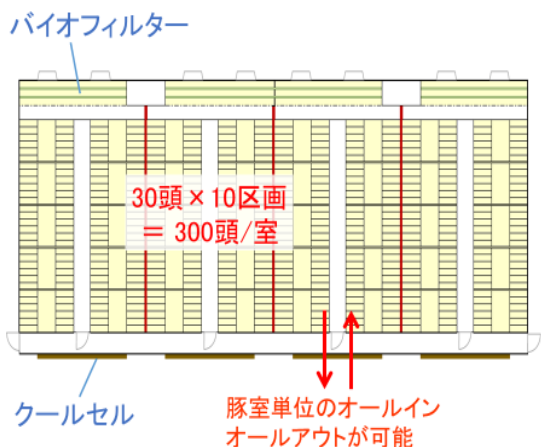 バイオフィルター
30頭×10区画
＝ 300頭/室
クールセル
豚室単位のオールイン
オールアウトが可能